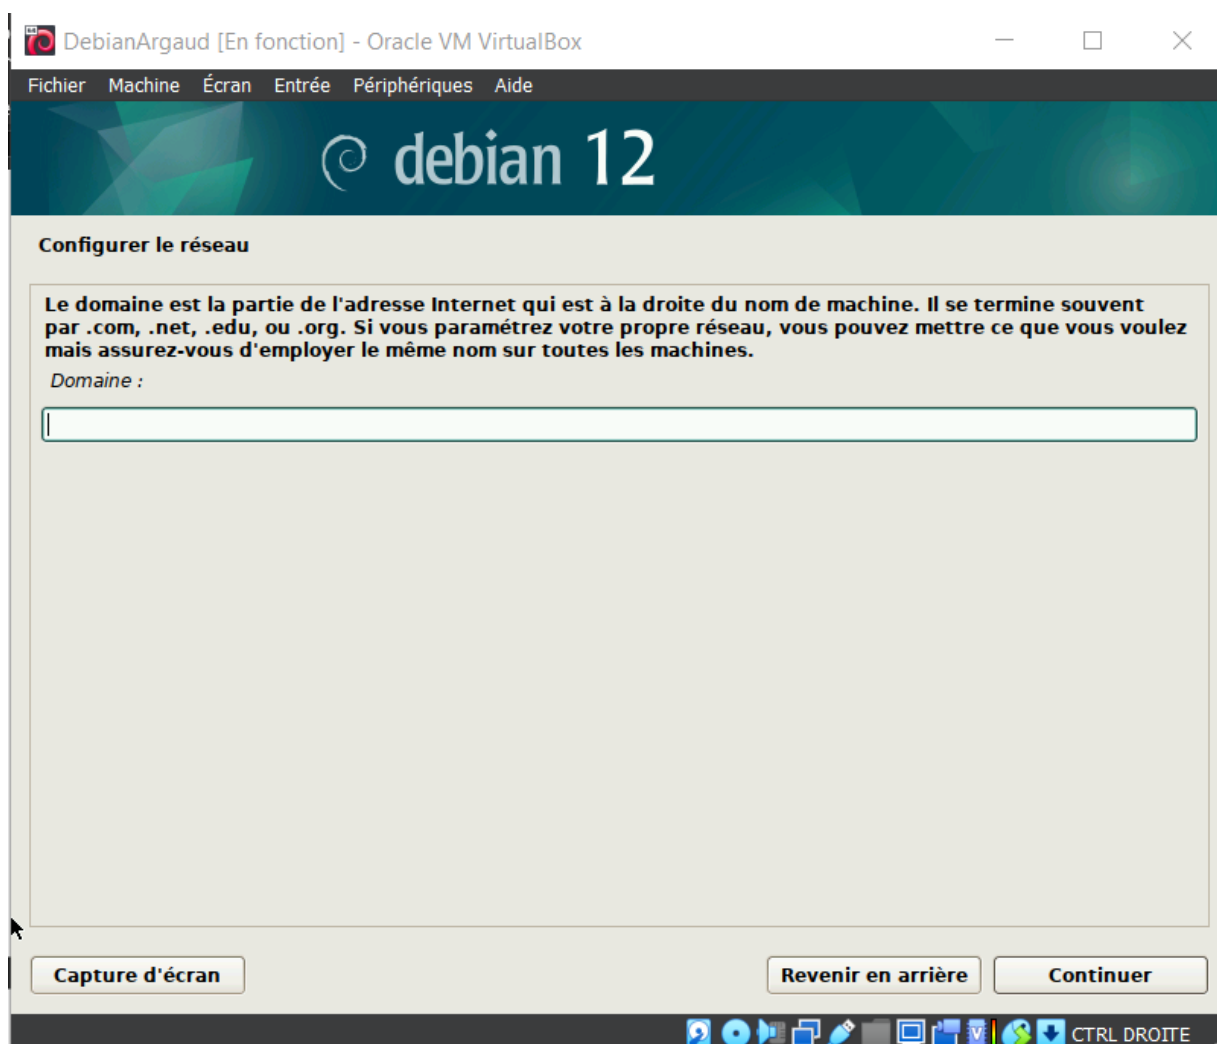 DebianArgaud [En fonction] - Oracle VM VirtualBox
Fichier Machine Écran Entrée Périphériques Aide
debian 12
Configurer le réseau
Le domaine est la partie de l'adresse Internet qui est à la droite du nom de machine. Il se termine souvent
par .com, .net, .edu, ou .org. Si vous paramétrez votre propre réseau, vous pouvez mettre ce que vous voulez
mais assurez-vous d'employer le même nom sur toutes les machines.
Domaine :
Capture d'écran Revenir en arrière Continuer
CTRL DROITE